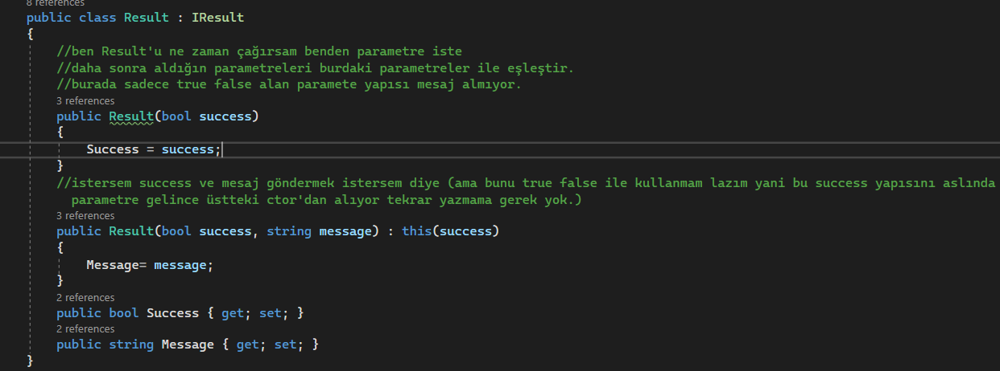 8 references
public class Result : IResult
{
//ben Result'u ne zaman çağırsam benden parametre iste
//daha sonra aldığın parametreleri burdaki parametreler ile eşleştir.
//burada sadece true false alan paramete yapısı mesaj almıyor.
3 references
public Result(bool success)
{
Success = success;
}
//istersem success ve mesaj göndermek istersem diye (ama bunu true false ile kullanmam lazım yani bu success yapısını aslında
parametre gelince üstteki ctor'dan alıyor tekrar yazmama gerek yok.)
3 references
public Result(bool success, string message) : this(success)
{
Message= message;
}
2 references
public bool Success { get; set; }
2 references
public string Message { get; set; }
}